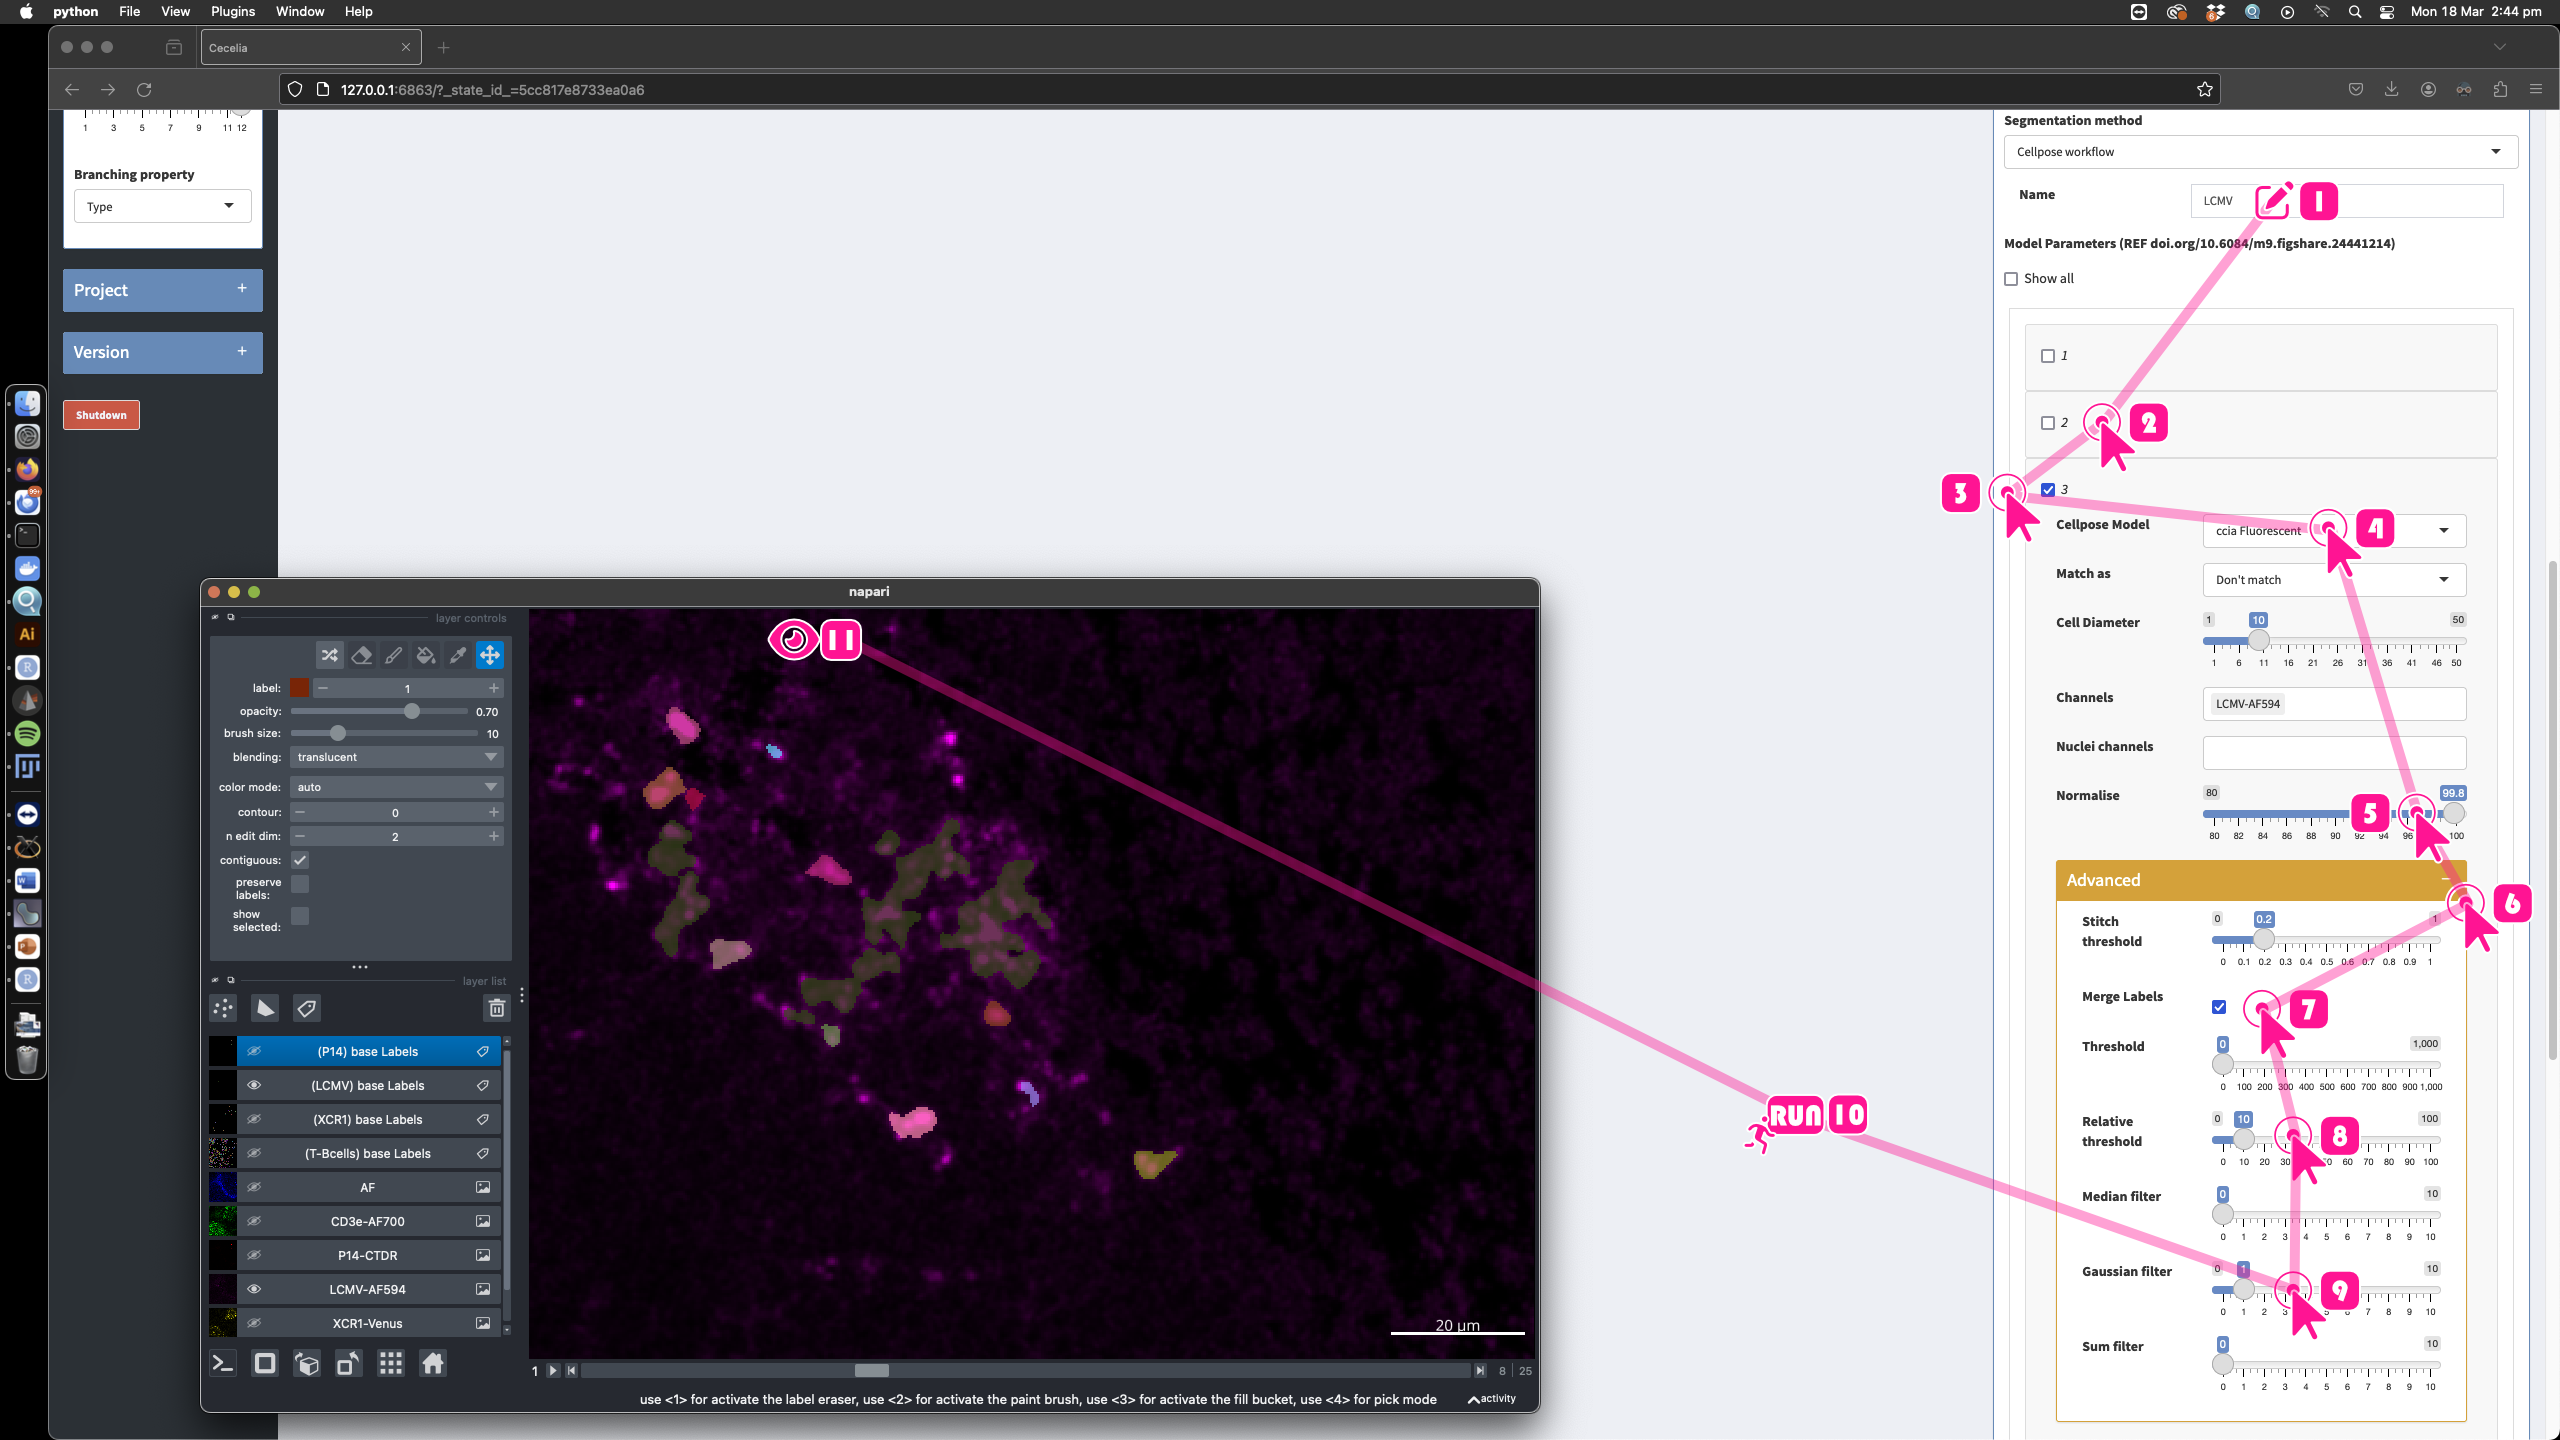 python File View Plugins Window Help
6
Mon 18 Mar 2:44 pm
Cecelia
127.0.0.1:6863/?_state_id_=5cc817e8733ea0a6
1 3 5 7 9 11 12
Branching property
Type
Project +
Version +
Shutdown
99+
Ai
Segmentation method
Cellpose workflow
Name LCMV 1
Model Parameters (REF doi.org/10.6084/m9.figshare.24441214)
Show all
1
2 2
3 3
Cellpose Model ccia Fluorescent 4
Match as Don't match
Cell Diameter 1 10 50
1 6 11 16 21 26 31 36 41 46 50
Channels LCMV-AF594
Nuclei channels
Normalise 80 99.8
5
80 82 84 86 88 90 92 94 96 100
Advanced −
6
Stitch threshold 0 0.2 1
0 0.1 0.2 0.3 0.4 0.5 0.6 0.7 0.8 0.9 1
Merge Labels 7
Threshold 0 1,000
0 100 200 300 400 500 600 700 800 900 1,000
Relative threshold 0 10 100
8
0 10 20 30 50 60 70 80 90 100
Median filter 0 10
0 1 2 3 4 5 6 7 8 9 10
Gaussian filter 0 1 10
9
0 1 2 3 6 7 8 9 10
Sum filter 0 10
0 1 2 3 4 5 6 7 8 9 10
RUN 10
napari
11
layer controls
label: 1
opacity: 0.70
brush size: 10
blending: translucent
color mode: auto
contour: 0
n edit dim: 2
contiguous:
preserve labels:
show selected:
layer list
(P14) base Labels
(LCMV) base Labels
(XCR1) base Labels
(T-Bcells) base Labels
AF
CD3e-AF700
P14-CTDR
LCMV-AF594
XCR1-Venus
20 µm
1 8 | 25
use <1> for activate the label eraser, use <2> for activate the paint brush, use <3> for activate the fill bucket, use <4> for pick mode
activity